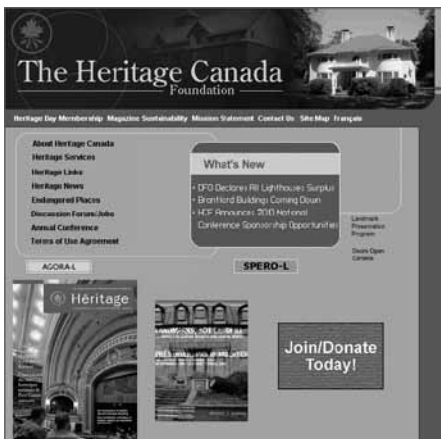 The Heritage Canada
Foundation
Heritage Day Membership Magazine Sustainability Mission Statement Contact Us Site Map Français
About Heritage Canada
Heritage Services
Heritage Links
Heritage News
Endangered Places
Discussion Forum/Jobs
Annual Conference
Terms of Use Agreement
What's New
• DFO Declares All Lighthouses Surplus
• Brantford Buildings Coming Down
• HCF Announces 2010 National
Conference Sponsorship Opportunities
Landmark
Preservation
Program
Doors Open
Canada
AGORA-L
SPERO-L
Héritage
Join/Donate
Today!